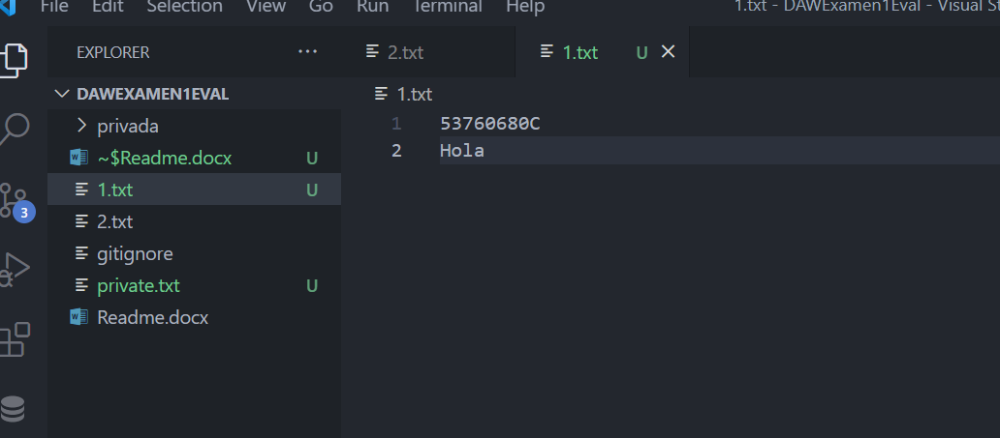 File Edit Selection View Go Run Terminal Help 1.txt - DAWExamen1Eval - Visual
EXPLORER ···
2.txt 1.txt U
DAWEXAMEN1EVAL
1.txt
privada
~$Readme.docx U
1.txt U
2.txt
gitignore
private.txt U
Readme.docx
3
1 53760680C
2 Hola